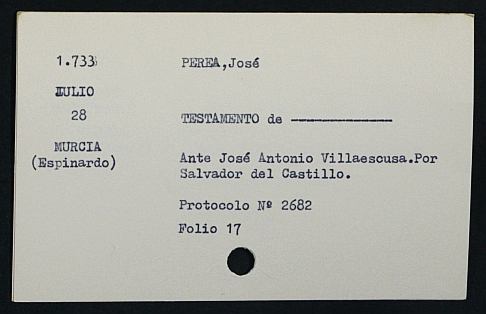 1.733
PEREA,José
JULIO
28
TESTAMENTO de ——————
MURCIA
(Espinardo)
Ante José Antonio Villaescusa.Por
Salvador del Castillo.
Protocolo Nº 2682
Folio 17